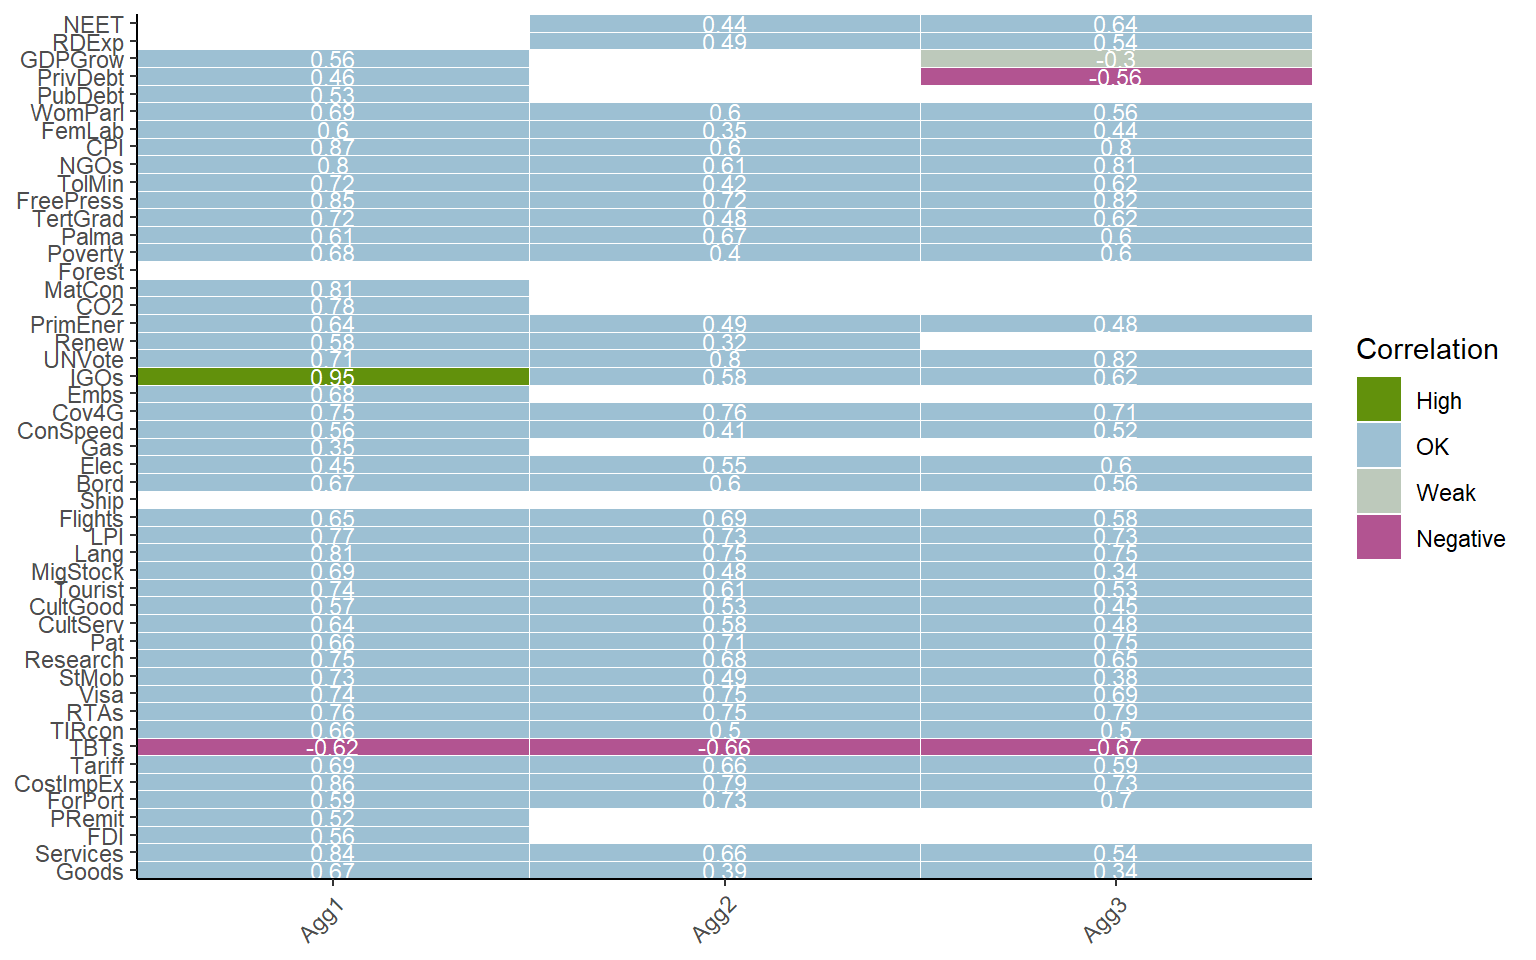 NEET 0.44 0.64
RDExp 0.49 0.54
GDPGrow 0.56 -0.3
PrivDebt 0.46 -0.56
PubDebt 0.53
WomParl 0.69 0.6 0.56
FemLab 0.6 0.35 0.44
CPI 0.87 0.6 0.8
NGOs 0.8 0.61 0.81
TolMin 0.72 0.42 0.62
FreePress 0.85 0.72 0.82
TertGrad 0.72 0.48 0.62
Palma 0.61 0.67 0.6
Poverty 0.68 0.4 0.6
Forest
MatCon 0.81
CO2 0.78
PrimEner 0.64 0.49 0.48
Renew 0.58 0.32
UNVote 0.71 0.8 0.82
IGOs 0.95 0.58 0.62
Embs 0.68
Cov4G 0.75 0.76 0.71
ConSpeed 0.56 0.41 0.52
Gas 0.35
Elec 0.45 0.55 0.6
Bord 0.67 0.6 0.56
Ship
Flights 0.65 0.69 0.58
LPI 0.77 0.73 0.73
Lang 0.81 0.75 0.75
MigStock 0.69 0.48 0.34
Tourist 0.74 0.61 0.53
CultGood 0.57 0.53 0.45
CultServ 0.64 0.58 0.48
Pat 0.66 0.71 0.75
Research 0.75 0.68 0.65
StMob 0.73 0.49 0.38
Visa 0.74 0.75 0.69
RTAs 0.76 0.75 0.79
TIRcon 0.66 0.5 0.5
TBTs -0.62 -0.66 -0.67
Tariff 0.69 0.66 0.59
CostImpEx 0.86 0.79 0.73
ForPort 0.59 0.73 0.7
PRemit 0.52
FDI 0.56
Services 0.84 0.66 0.54
Goods 0.67 0.39 0.34
Agg1 Agg2 Agg3
Correlation
High
OK
Weak
Negative